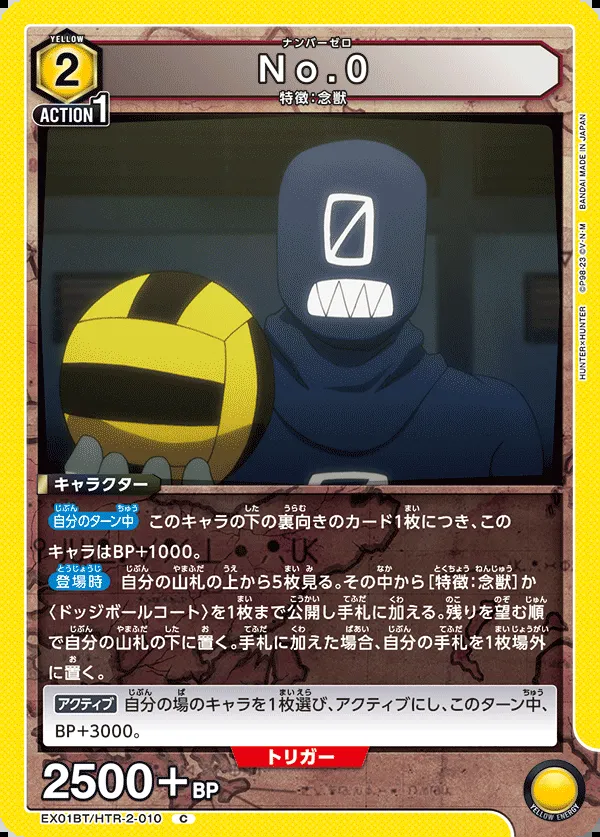 YELLOW
2
ACTION 1
ナンバーゼロ
No.0
特徴:念獣
0
HUNTER×HUNTER ©P98-23 ©V・N・M BANDAI MADE IN JAPAN
キャラクター
自分のターン中 このキャラの下の裏向きのカード1枚につき、この
キャラはBP+1000。
登場時 自分の山札の上から5枚見る。その中から[特徴:念獣]か
〈ドッジボールコート〉を1枚まで公開し手札に加える。残りを望む順
で自分の山札の下に置く。手札に加えた場合、自分の手札を1枚場外
に置く。
アクティブ 自分の場のキャラを1枚選び、アクティブにし、このターン中、
BP+3000。
トリガー
2500+BP
YELLOW ENERGY
EX01BT/HTR-2-010 C